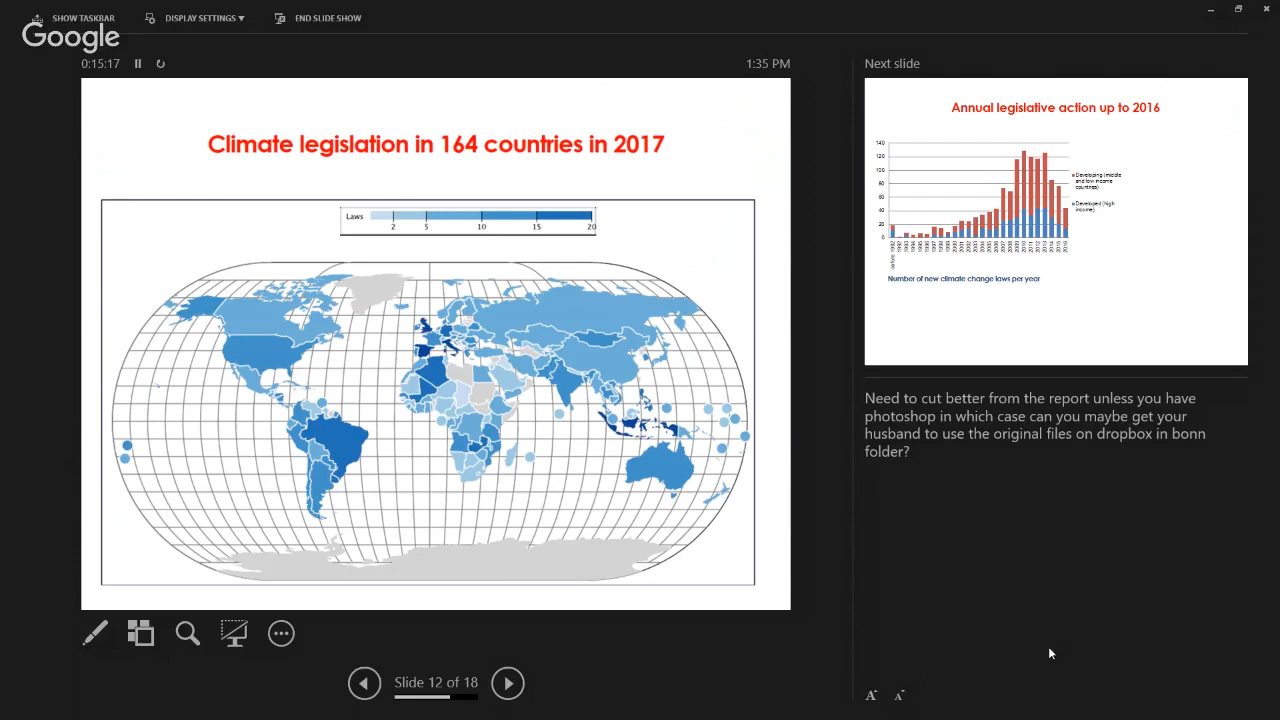 SHOW TASKBAR
DISPLAY SETTINGS ▾
END SLIDE SHOW
Google
0:15:17
1:35 PM
Climate legislation in 164 countries in 2017
Laws
2 5 10 15 20
Slide 12 of 18
Next slide
Annual legislative action up to 2016
140
120
100
80
60
40
20
0
before 1992
Developing (middle
and low income
countries)
Developed (high
income)
Number of new climate change laws per year
Need to cut better from the report unless you have
photoshop in which case can you maybe get your
husband to use the original files on dropbox in bonn
folder?
A A